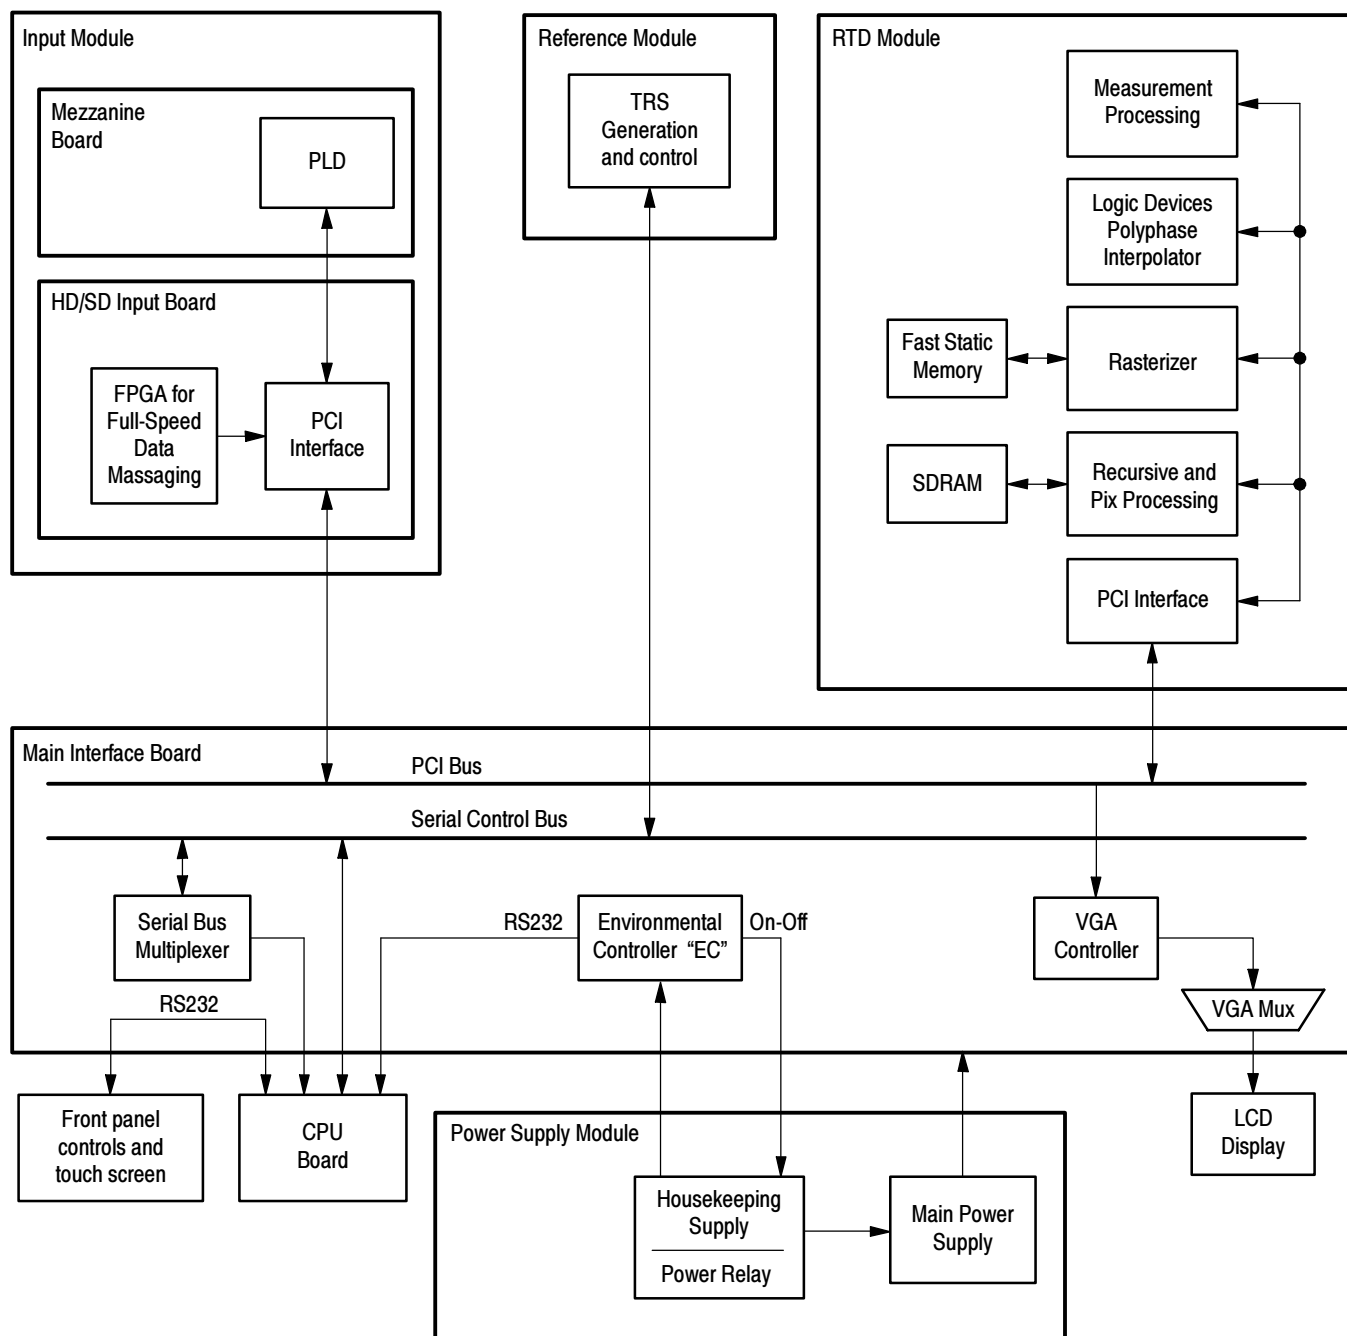 Input Module
Mezzanine
Board
PLD
HD/SD Input Board
FPGA for
Full-Speed
Data
Massaging
PCI
Interface
Reference Module
TRS
Generation
and control
RTD Module
Measurement
Processing
Logic Devices
Polyphase
Interpolator
Fast Static
Memory
Rasterizer
SDRAM
Recursive and
Pix Processing
PCI Interface
Main Interface Board
PCI Bus
Serial Control Bus
Serial Bus
Multiplexer
RS232
RS232
Environmental
Controller "EC"
On-Off
VGA
Controller
VGA Mux
Front panel
controls and
touch screen
CPU
Board
Power Supply Module
Housekeeping
Supply
Power Relay
Main Power
Supply
LCD
Display